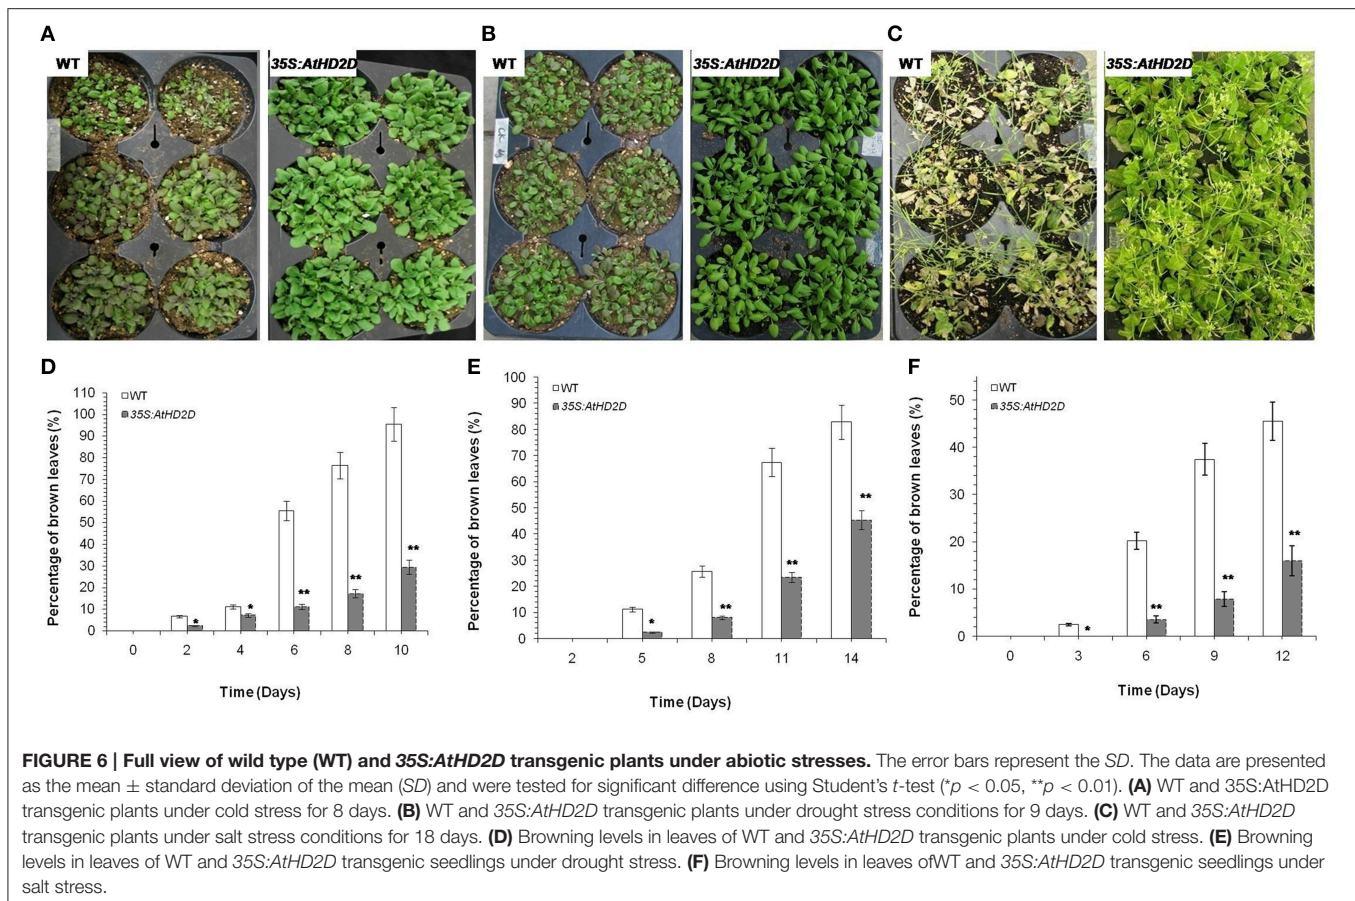 A
WT
35S:AtHD2D
B
WT
35S:AtHD2D
C
WT
35S:AtHD2D
D
Percentage of brown leaves (%)
110
100
90
80
70
60
50
40
30
20
10
0
WT
35S:AtHD2D
*
*
**
**
**
0 2 4 6 8 10
Time (Days)
E
Percentage of brown leaves (%)
100
90
80
70
60
50
40
30
20
10
0
WT
35S:AtHD2D
*
**
**
**
2 5 8 11 14
Time (Days)
F
Percentage of brown leaves (%)
50
40
30
20
10
0
WT
35S:AtHD2D
*
**
**
**
0 3 6 9 12
Time (Days)
FIGURE 6 | Full view of wild type (WT) and 35S:AtHD2D transgenic plants under abiotic stresses. The error bars represent the SD. The data are presented
as the mean ± standard deviation of the mean (SD) and were tested for significant difference using Student's t-test (*p < 0.05, **p < 0.01). (A) WT and 35S:AtHD2D
transgenic plants under cold stress for 8 days. (B) WT and 35S:AtHD2D transgenic plants under drought stress conditions for 9 days. (C) WT and 35S:AtHD2D
transgenic plants under salt stress conditions for 18 days. (D) Browning levels in leaves of WT and 35S:AtHD2D transgenic plants under cold stress. (E) Browning
levels in leaves of WT and 35S:AtHD2D transgenic seedlings under drought stress. (F) Browning levels in leaves ofWT and 35S:AtHD2D transgenic seedlings under
salt stress.